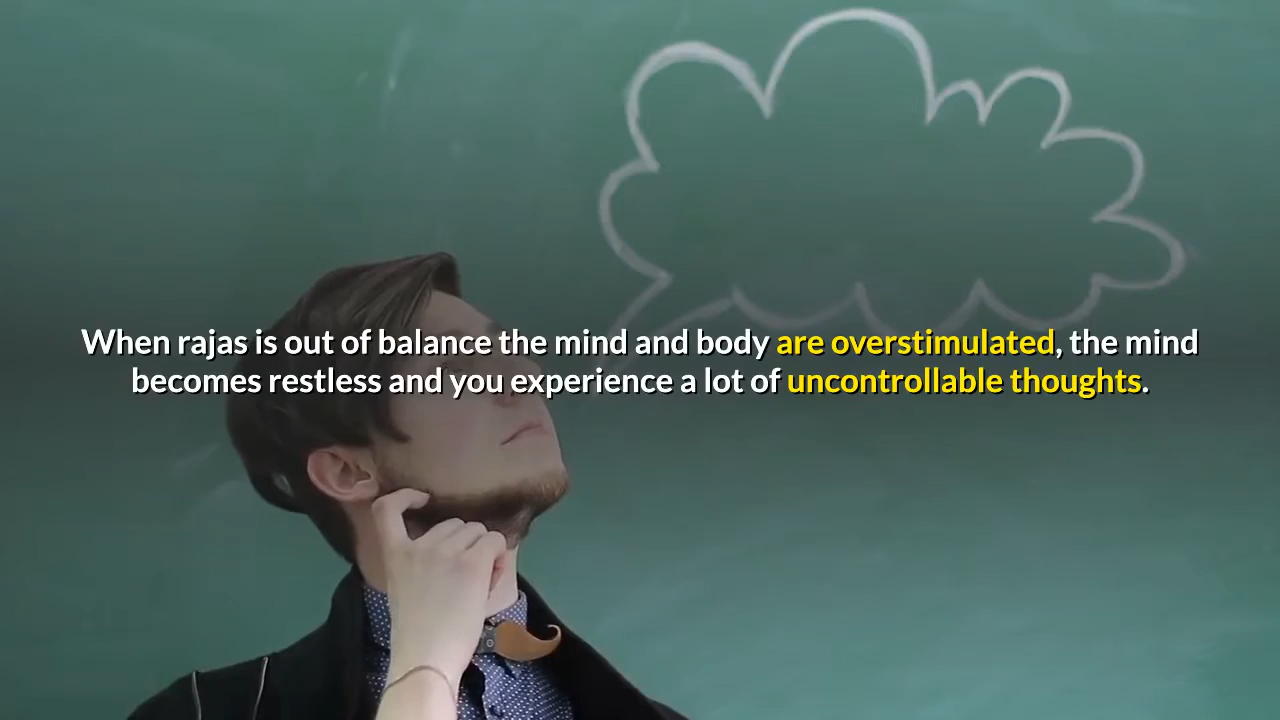 When rajas is out of balance the mind and body are overstimulated, the mind
becomes restless and you experience a lot of uncontrollable thoughts.